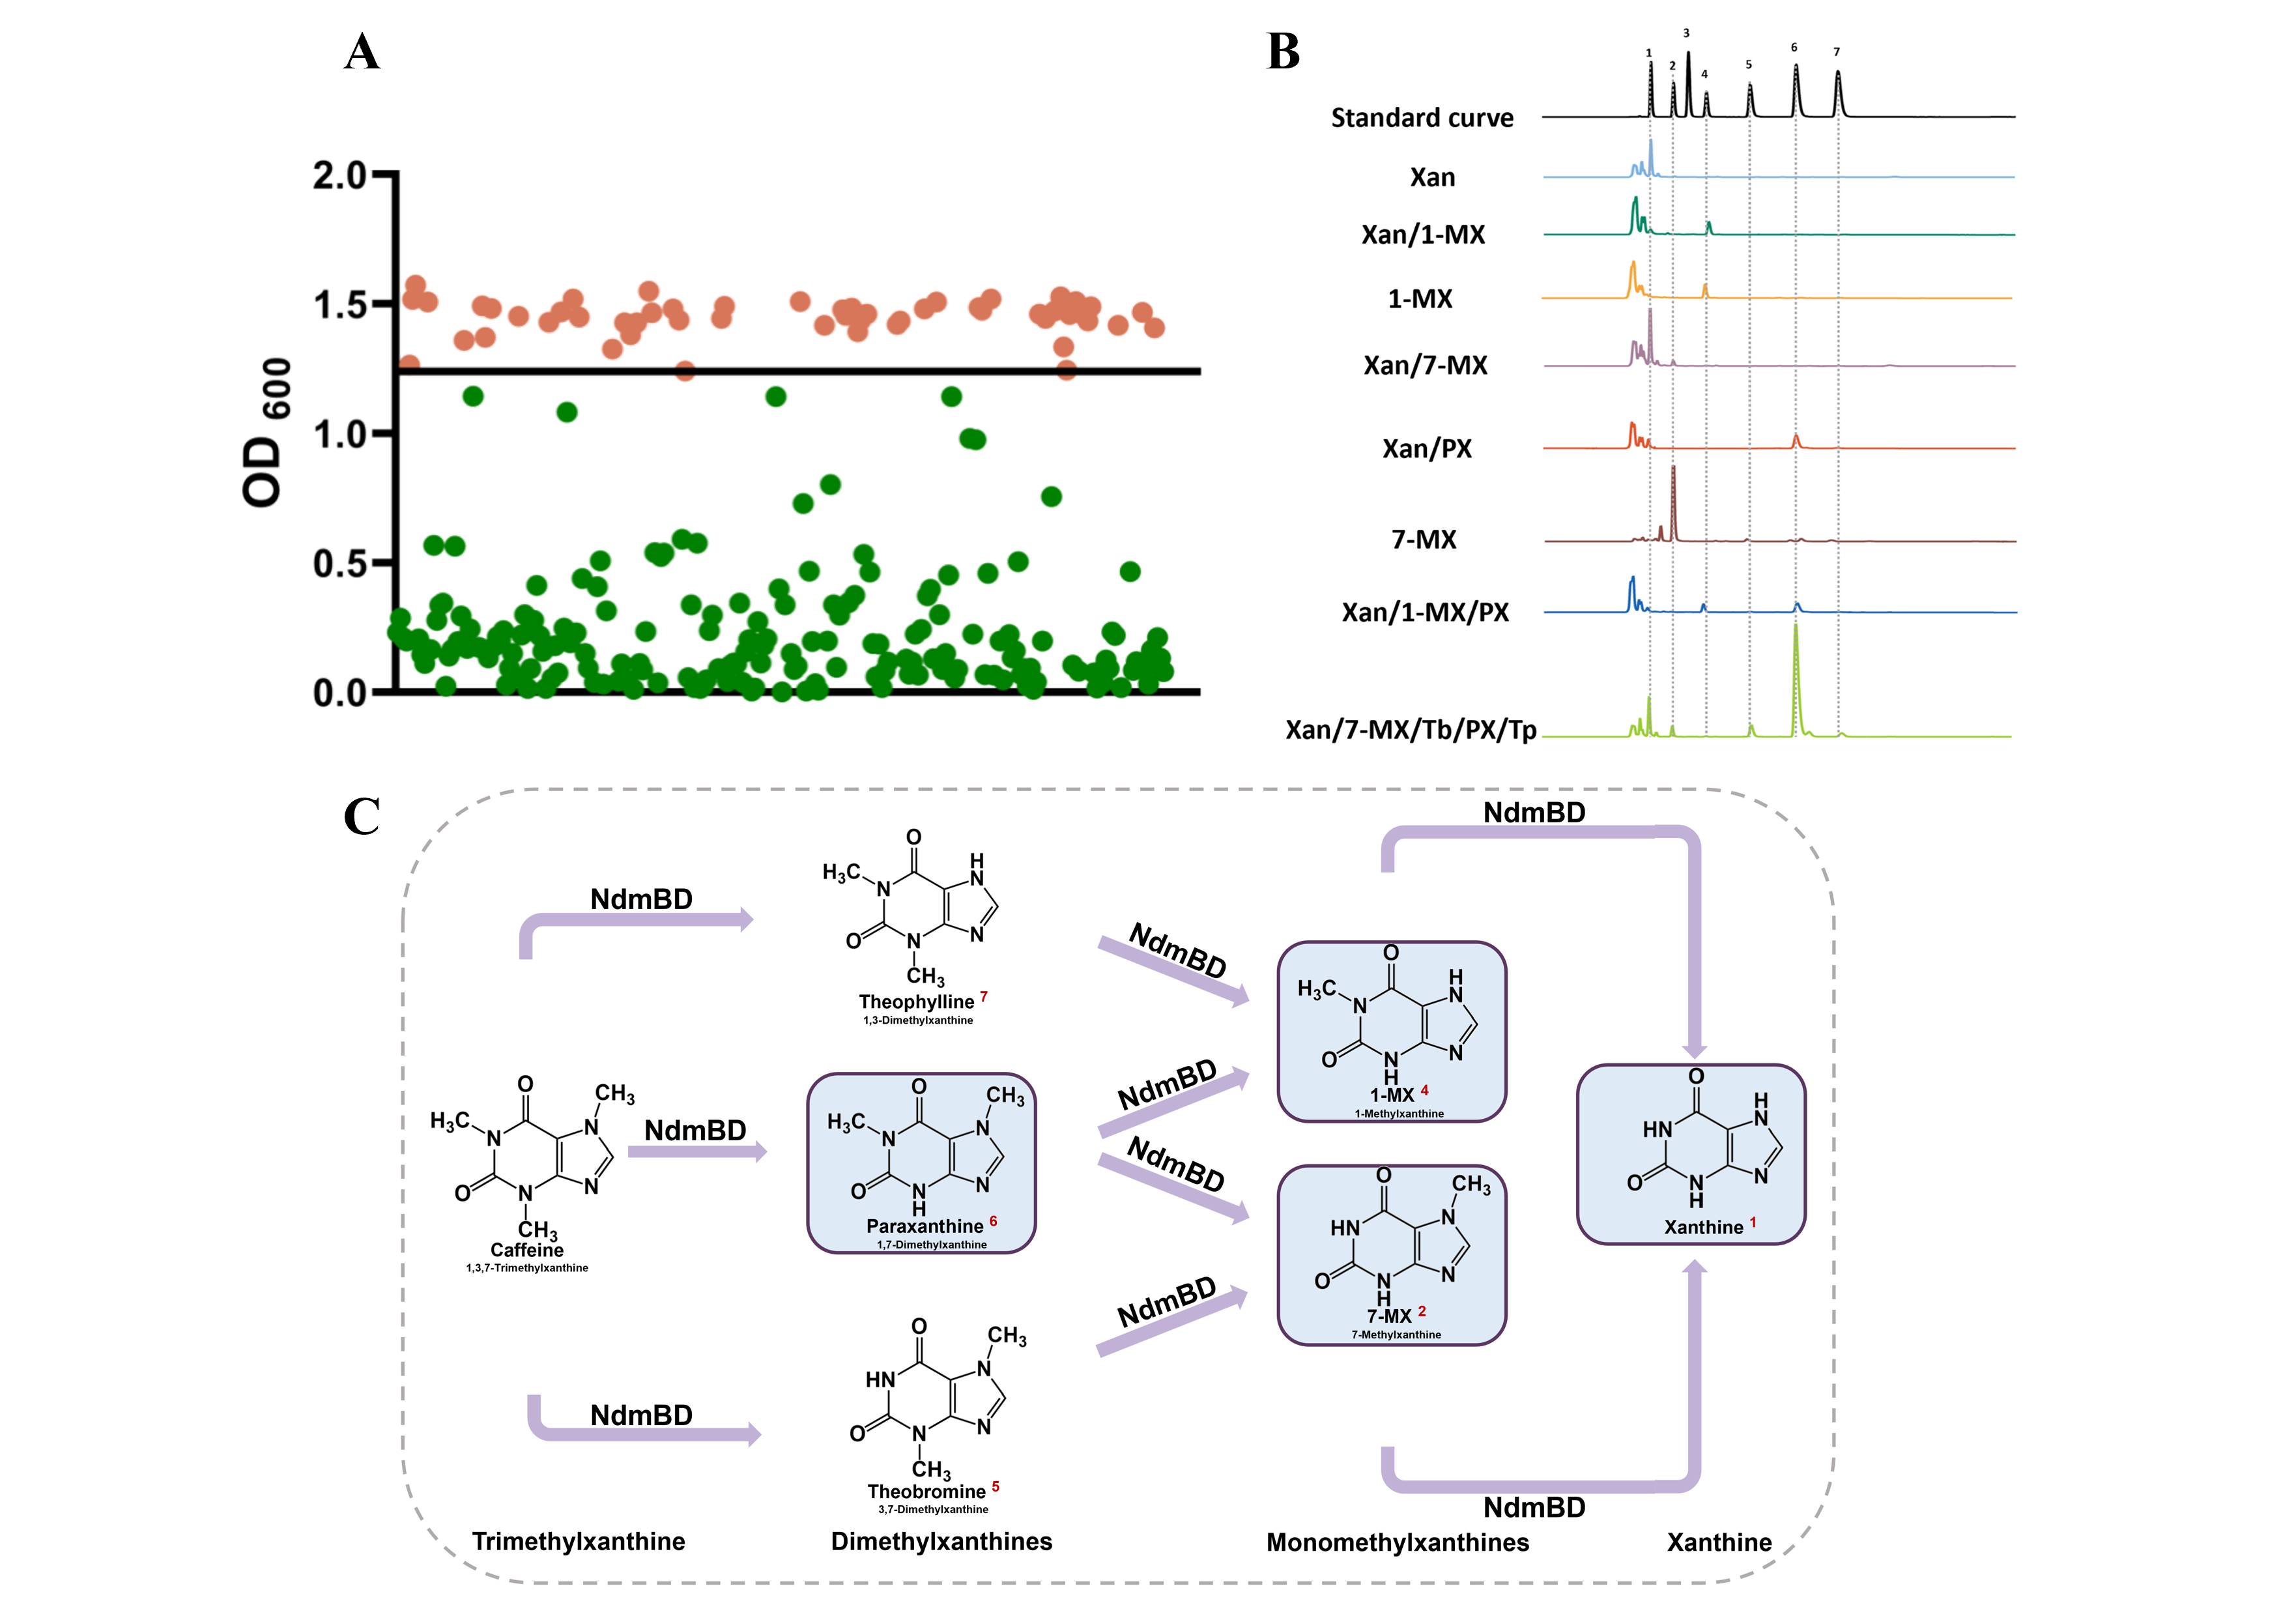 A
OD 600
2.0
1.5
1.0
0.5
0.0
B
1 2 3 4 5 6 7
Standard curve
Xan
Xan/1-MX
1-MX
Xan/7-MX
Xan/PX
7-MX
Xan/1-MX/PX
Xan/7-MX/Tb/PX/Tp
C
NdmBD
NdmBD
O
H
H3C
N
N
O
N
N
CH3
Theophylline 7
1,3-Dimethylxanthine
NdmBD
O
H
H3C
N
N
O
N
N
H
1-MX 4
1-Methylxanthine
NdmBD
O
CH3
H3C
N
N
O
N
N
CH3
Caffeine
1,3,7-Trimethylxanthine
NdmBD
O
CH3
H3C
N
N
O
N
N
H
Paraxanthine 6
1,7-Dimethylxanthine
NdmBD
NdmBD
O
H
HN
N
O
N
N
H
Xanthine 1
O
CH3
HN
N
O
N
N
H
7-MX 2
7-Methylxanthine
NdmBD
NdmBD
O
CH3
HN
N
O
N
N
CH3
Theobromine 5
3,7-Dimethylxanthine
NdmBD
Trimethylxanthine
Dimethylxanthines
Monomethylxanthines
Xanthine